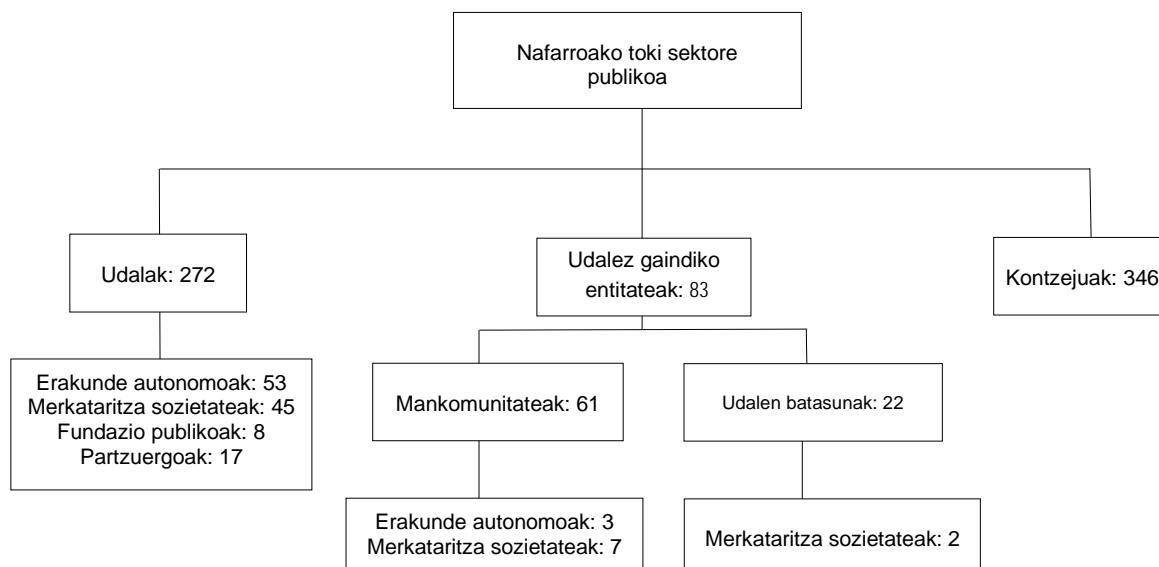 Nafarroako toki sektore
publikoa
Udalak: 272
Udalez gaindiko
entitateak: 83
Kontzejuak: 346
Erakunde autonomoak: 53
Merkataritza sozietateak: 45
Fundazio publikoak: 8
Partzuergoak: 17
Mankomunitateak: 61
Udalen batasunak: 22
Erakunde autonomoak: 3
Merkataritza sozietateak: 7
Merkataritza sozietateak: 2